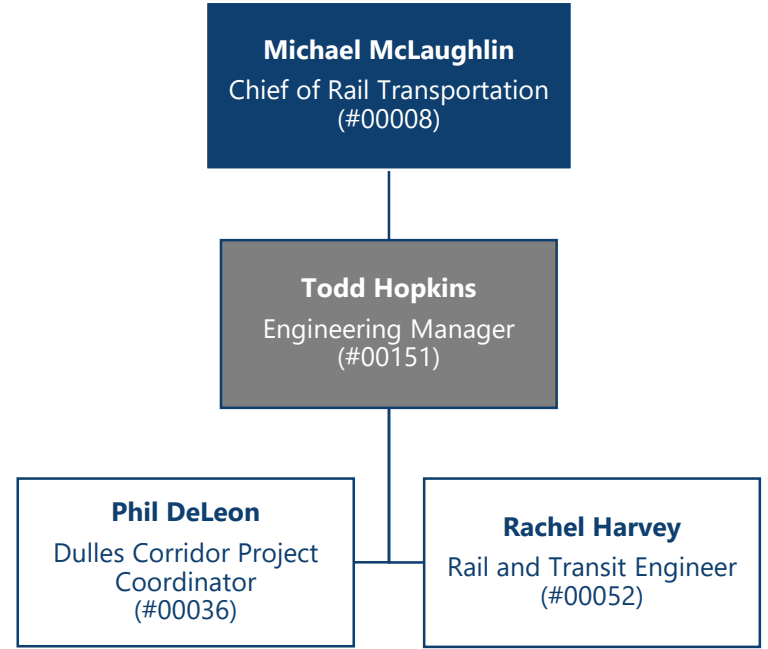 Michael McLaughlin
Chief of Rail Transportation
(#00008)
Todd Hopkins
Engineering Manager
(#00151)
Phil DeLeon
Dulles Corridor Project
Coordinator
(#00036)
Rachel Harvey
Rail and Transit Engineer
(#00052)